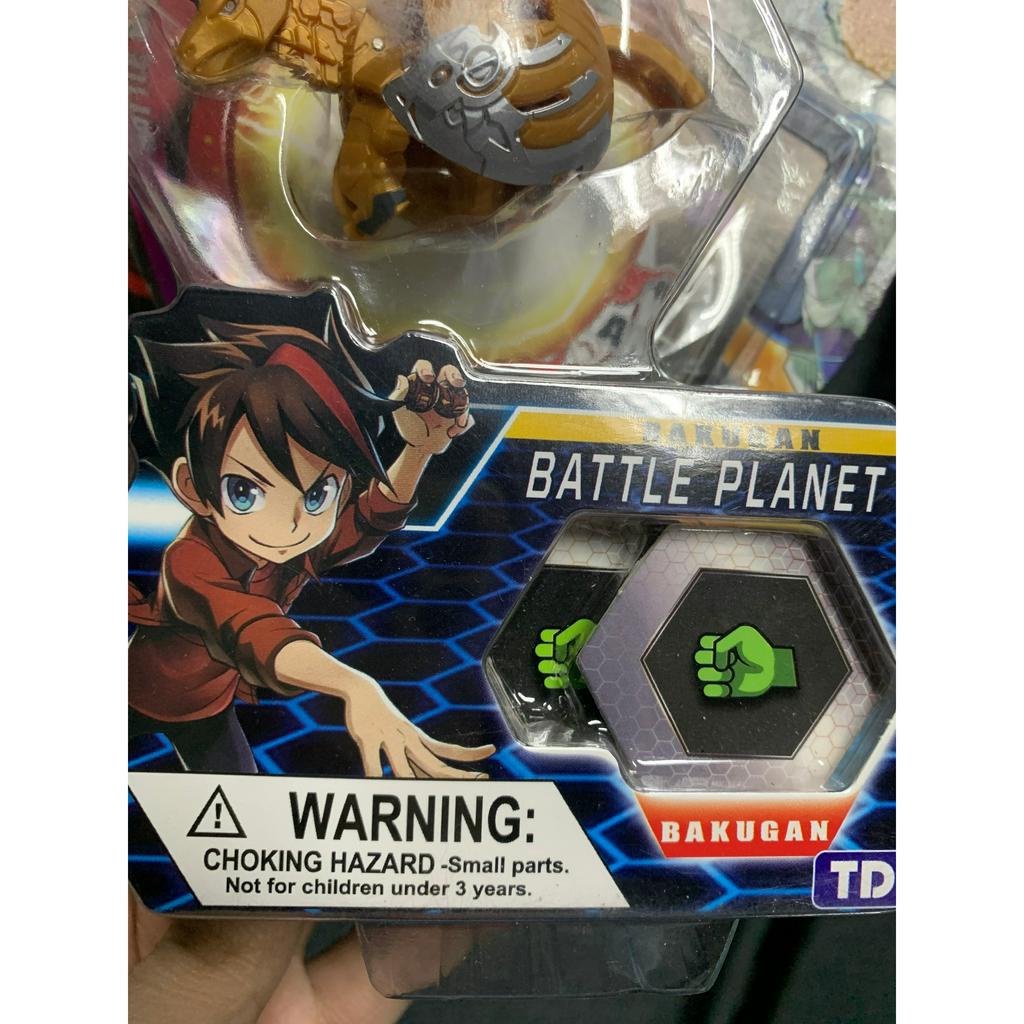 BAKUGAN
BATTLE PLANET
BAKUGAN
TD
WARNING:
CHOKING HAZARD -Small parts.
Not for children under 3 years.